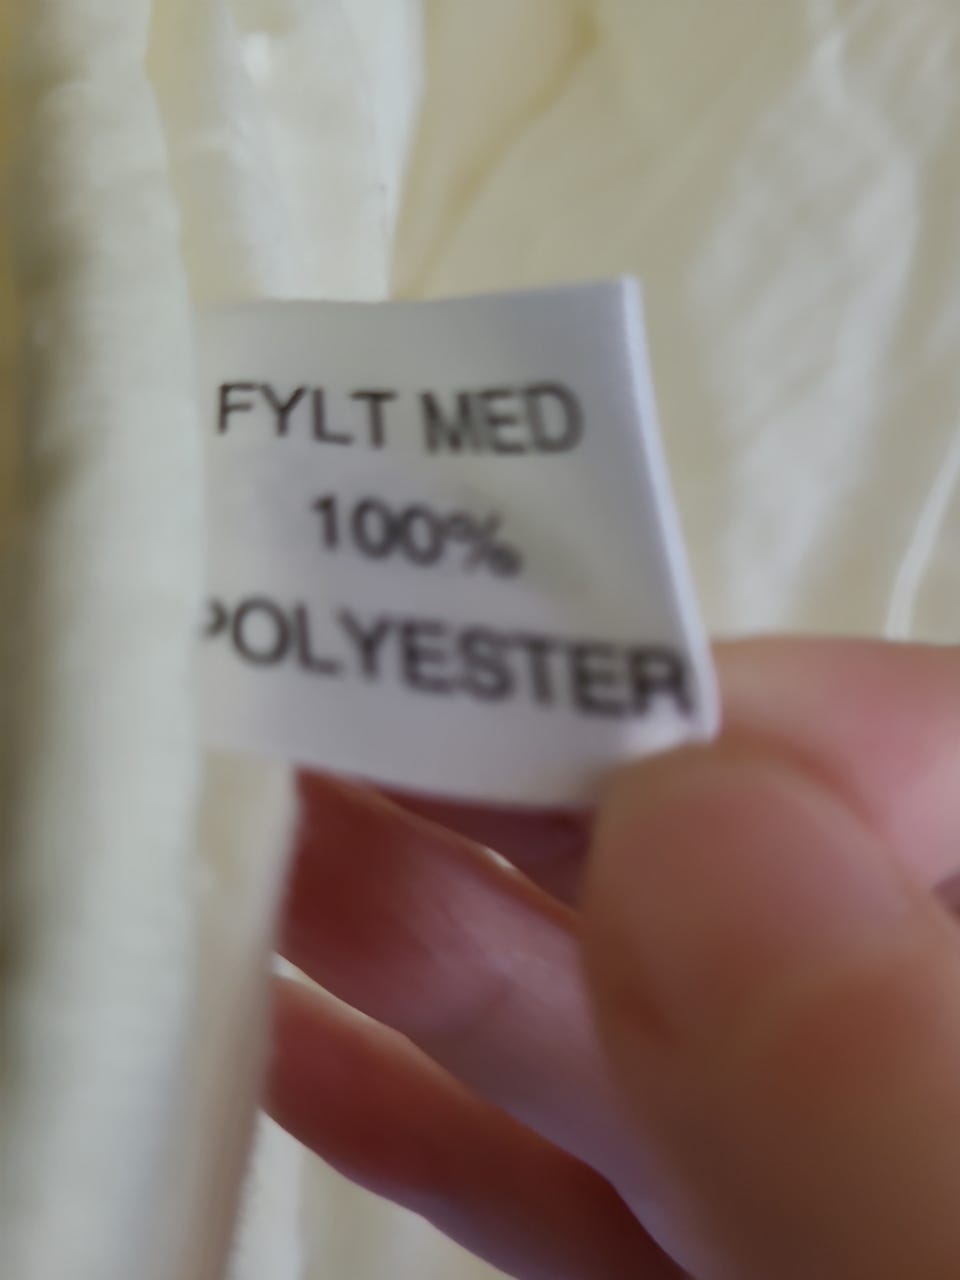 FYLT MED
100%
POLYESTER